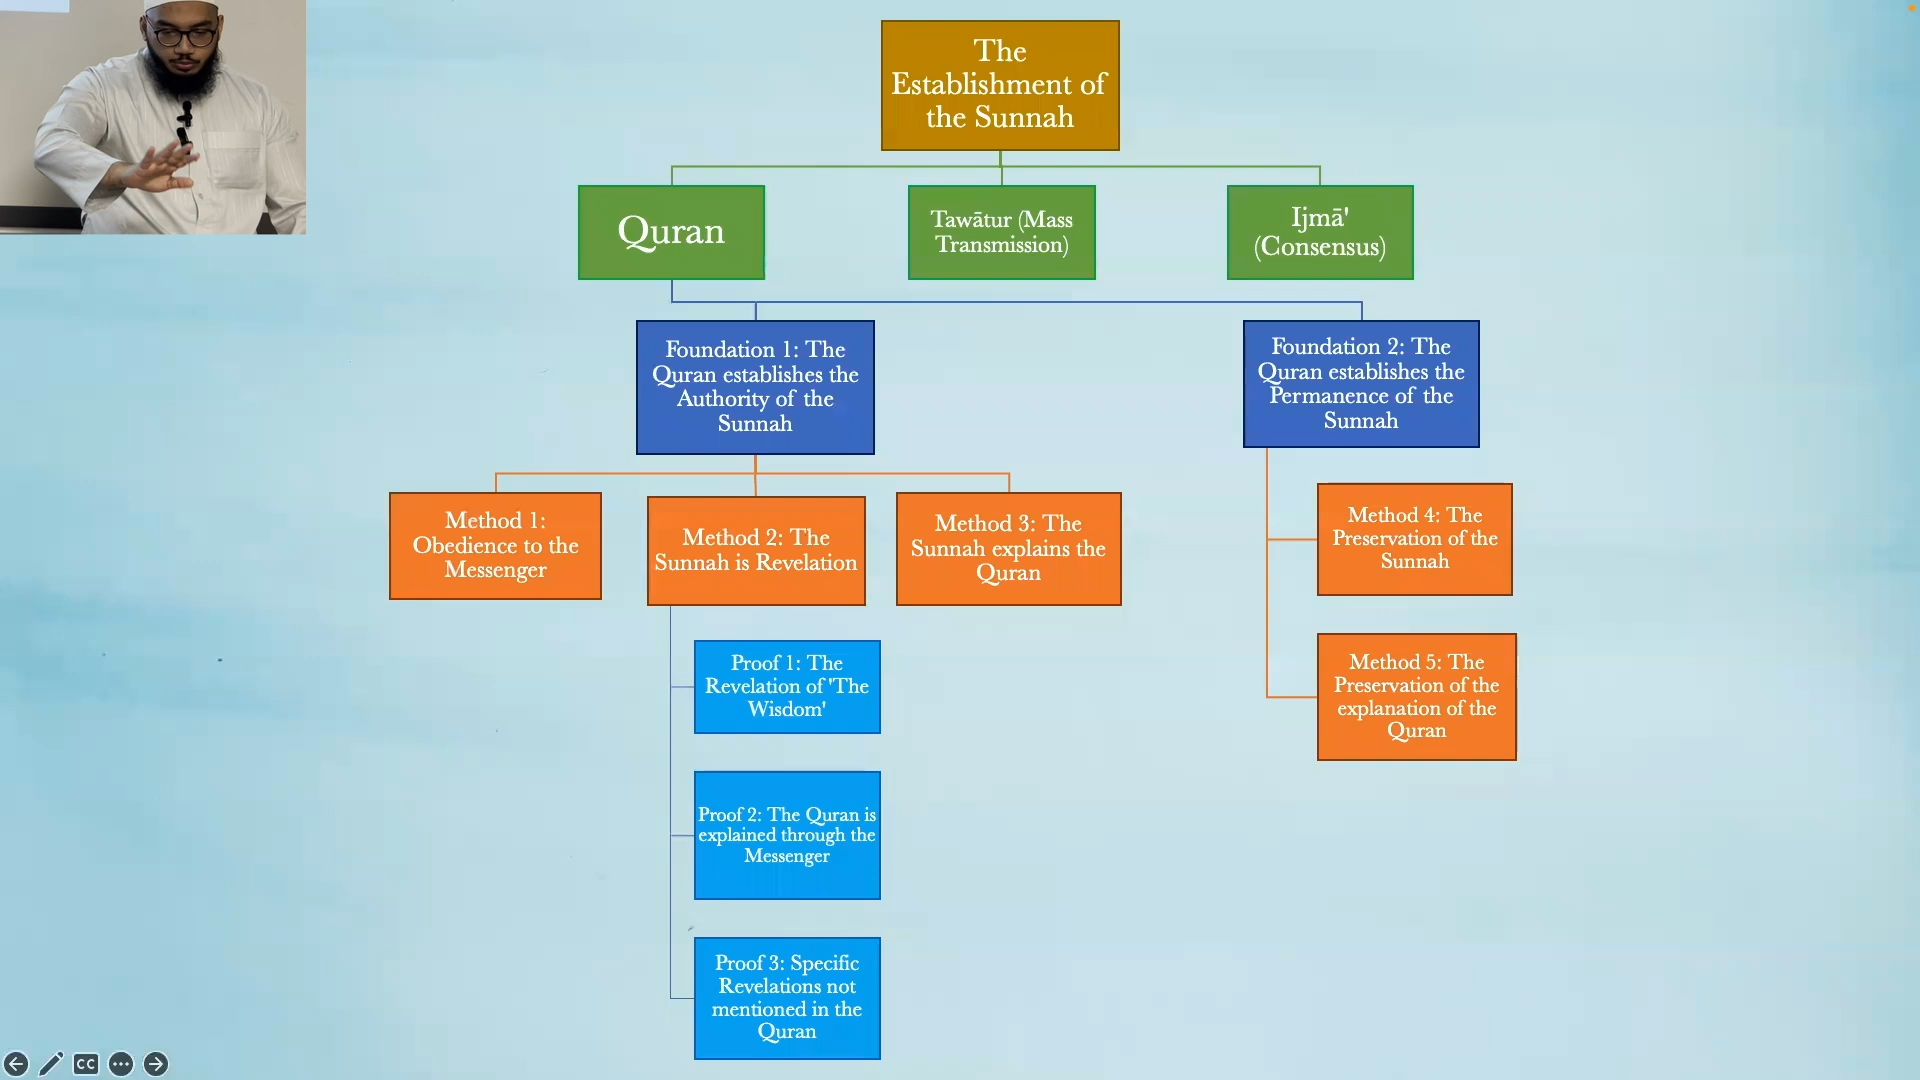 The
Establishment of
the Sunnah
Quran
Tawātur (Mass
Transmission)
Ijmā'
(Consensus)
Foundation 1: The
Quran establishes the
Authority of the
Sunnah
Foundation 2: The
Quran establishes the
Permanence of the
Sunnah
Method 1:
Obedience to the
Messenger
Method 2: The
Sunnah is Revelation
Method 3: The
Sunnah explains the
Quran
Method 4: The
Preservation of the
Sunnah
Method 5: The
Preservation of the
explanation of the
Quran
Proof 1: The
Revelation of 'The
Wisdom'
Proof 2: The Quran is
explained through the
Messenger
Proof 3: Specific
Revelations not
mentioned in the
Quran
CC